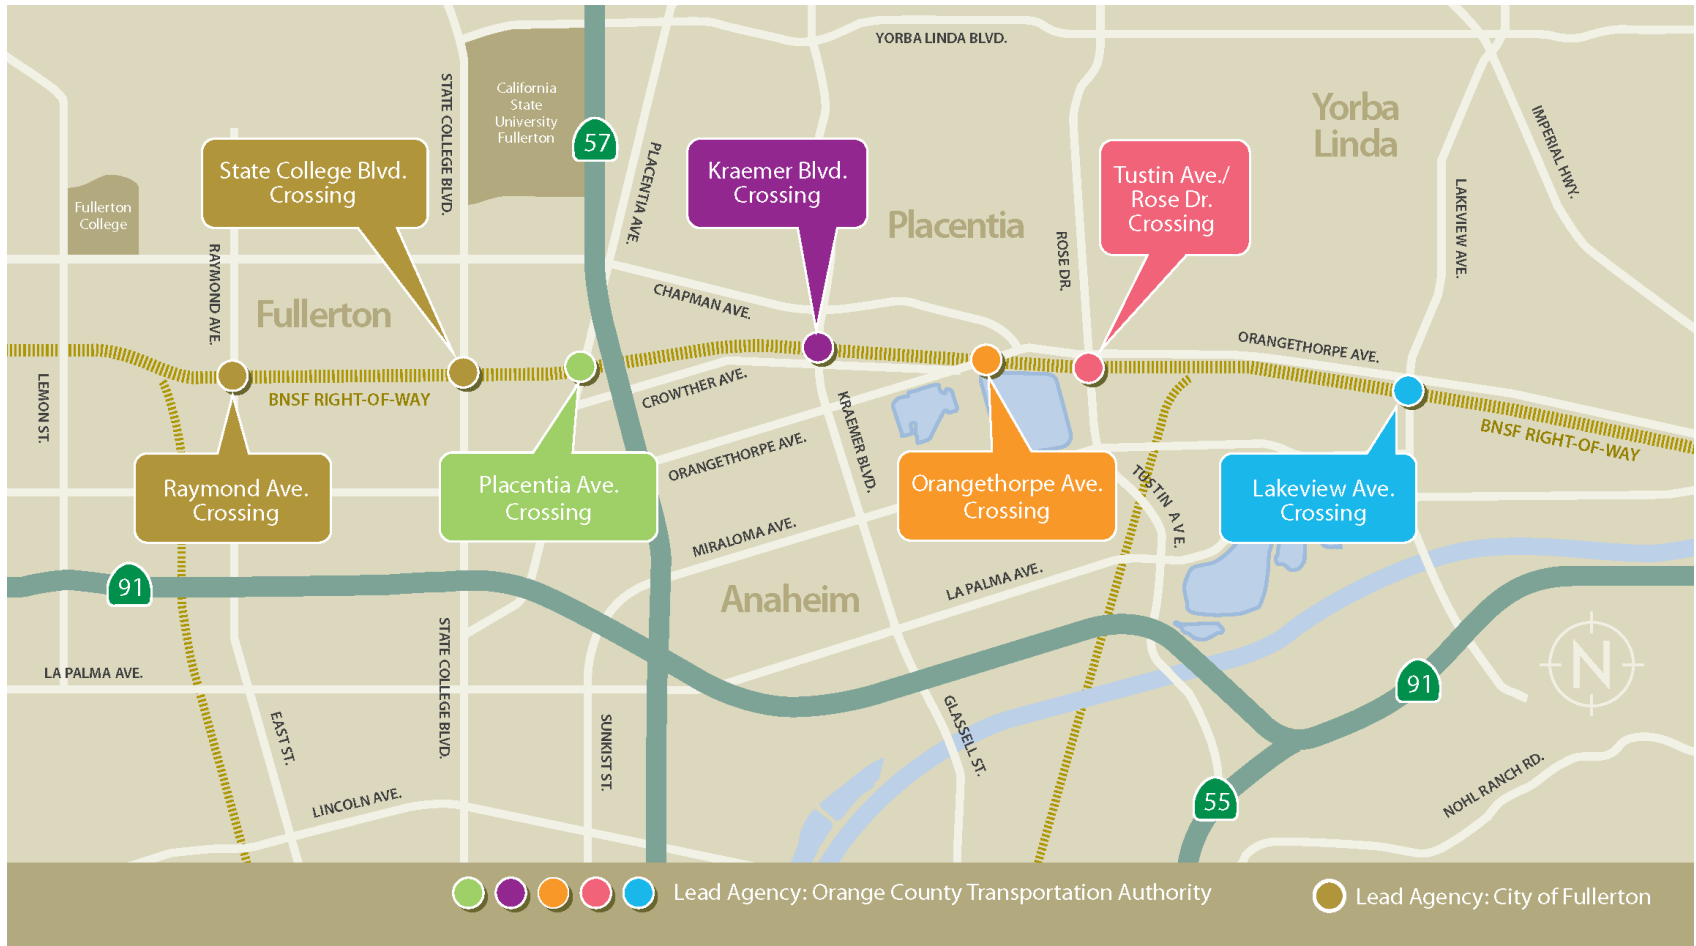 YORBA LINDA BLVD.
STATE COLLEGE BLVD.
California
State
University
Fullerton
57
PLACENTIA AVE.
Yorba
Linda
IMPERIAL HWY.
State College Blvd.
Crossing
Kraemer Blvd.
Crossing
Tustin Ave./
Rose Dr.
Crossing
Fullerton
College
Placentia
LAKEVIEW AVE.
RAYMOND AVE.
ROSE DR.
Fullerton
CHAPMAN AVE.
ORANGETHORPE AVE.
LEMON ST.
BNSF RIGHT-OF-WAY
CROWTHER AVE.
KRAEMER BLVD.
BNSF RIGHT-OF-WAY
ORANGETHORPE AVE.
Raymond Ave.
Crossing
Placentia Ave.
Crossing
Orangethorpe Ave.
Crossing
TUSTIN AVE.
Lakeview Ave.
Crossing
MIRALOMA AVE.
91
LA PALMA AVE.
Anaheim
STATE COLLEGE BLVD.
N
LA PALMA AVE.
91
EAST ST.
SUNKIST ST.
GLASSELL ST.
NOHL RANCH RD.
LINCOLN AVE.
55
Lead Agency: Orange County Transportation Authority
Lead Agency: City of Fullerton